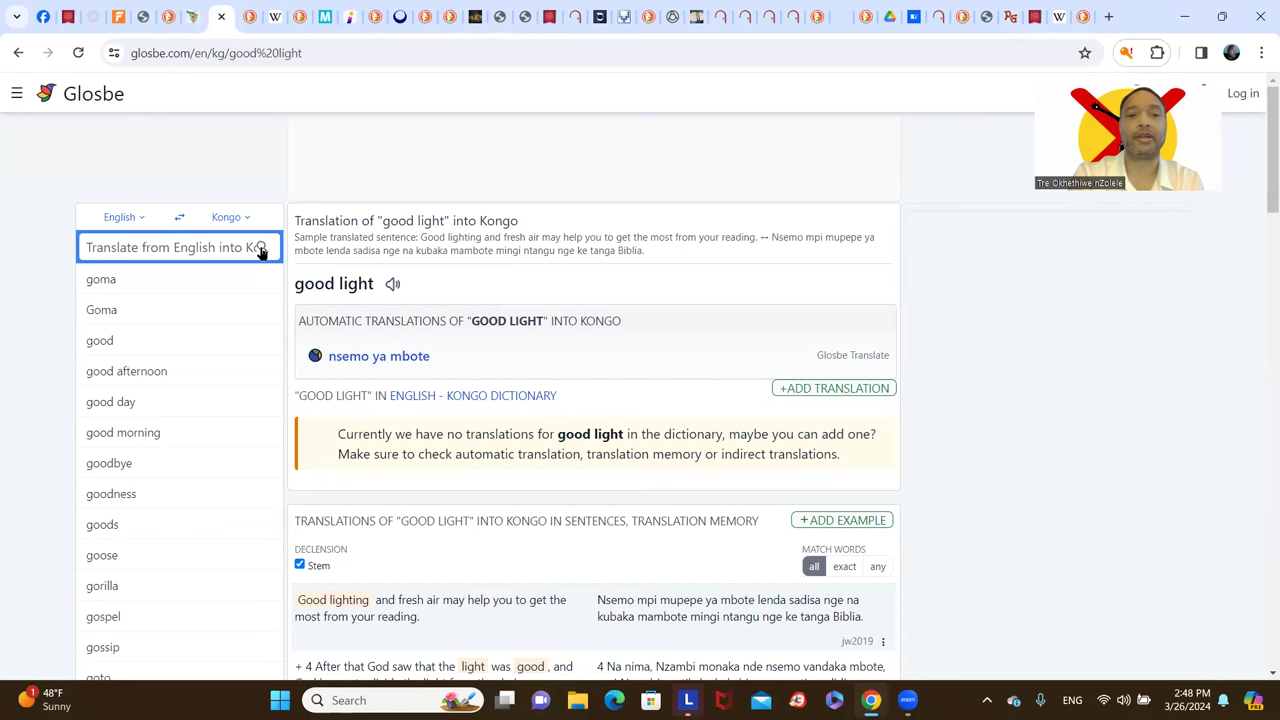 glosbe.com/en/kg/good%20light
Glosbe
Log in
Tre Okhethiwe nZolele
English
Kongo
Translate from English into Ko
goma
Goma
good
good afternoon
good day
good morning
goodbye
goodness
goods
goose
gorilla
gospel
gossip
goto
Translation of "good light" into Kongo
Sample translated sentence: Good lighting and fresh air may help you to get the most from your reading. ↔ Nsemo mpi mupepe ya
mbote lenda sadisa nge na kubaka mambote mingi ntangu nge ke tanga Biblia.
good light
AUTOMATIC TRANSLATIONS OF "GOOD LIGHT" INTO KONGO
nsemo ya mbote
Glosbe Translate
+ADD TRANSLATION
"GOOD LIGHT" IN ENGLISH - KONGO DICTIONARY
Currently we have no translations for good light in the dictionary, maybe you can add one?
Make sure to check automatic translation, translation memory or indirect translations.
TRANSLATIONS OF "GOOD LIGHT" INTO KONGO IN SENTENCES, TRANSLATION MEMORY
+ ADD EXAMPLE
DECLENSION
MATCH WORDS
Stem
all exact any
Good lighting and fresh air may help you to get the
most from your reading.
Nsemo mpi mupepe ya mbote lenda sadisa nge na
kubaka mambote mingi ntangu nge ke tanga Biblia.
jw2019
+ 4 After that God saw that the light was good, and
4 Na nima, Nzambi monaka nde nsemo vandaka mbote,
1
48°F
Sunny
Search
ENG
2:48 PM
3/26/2024